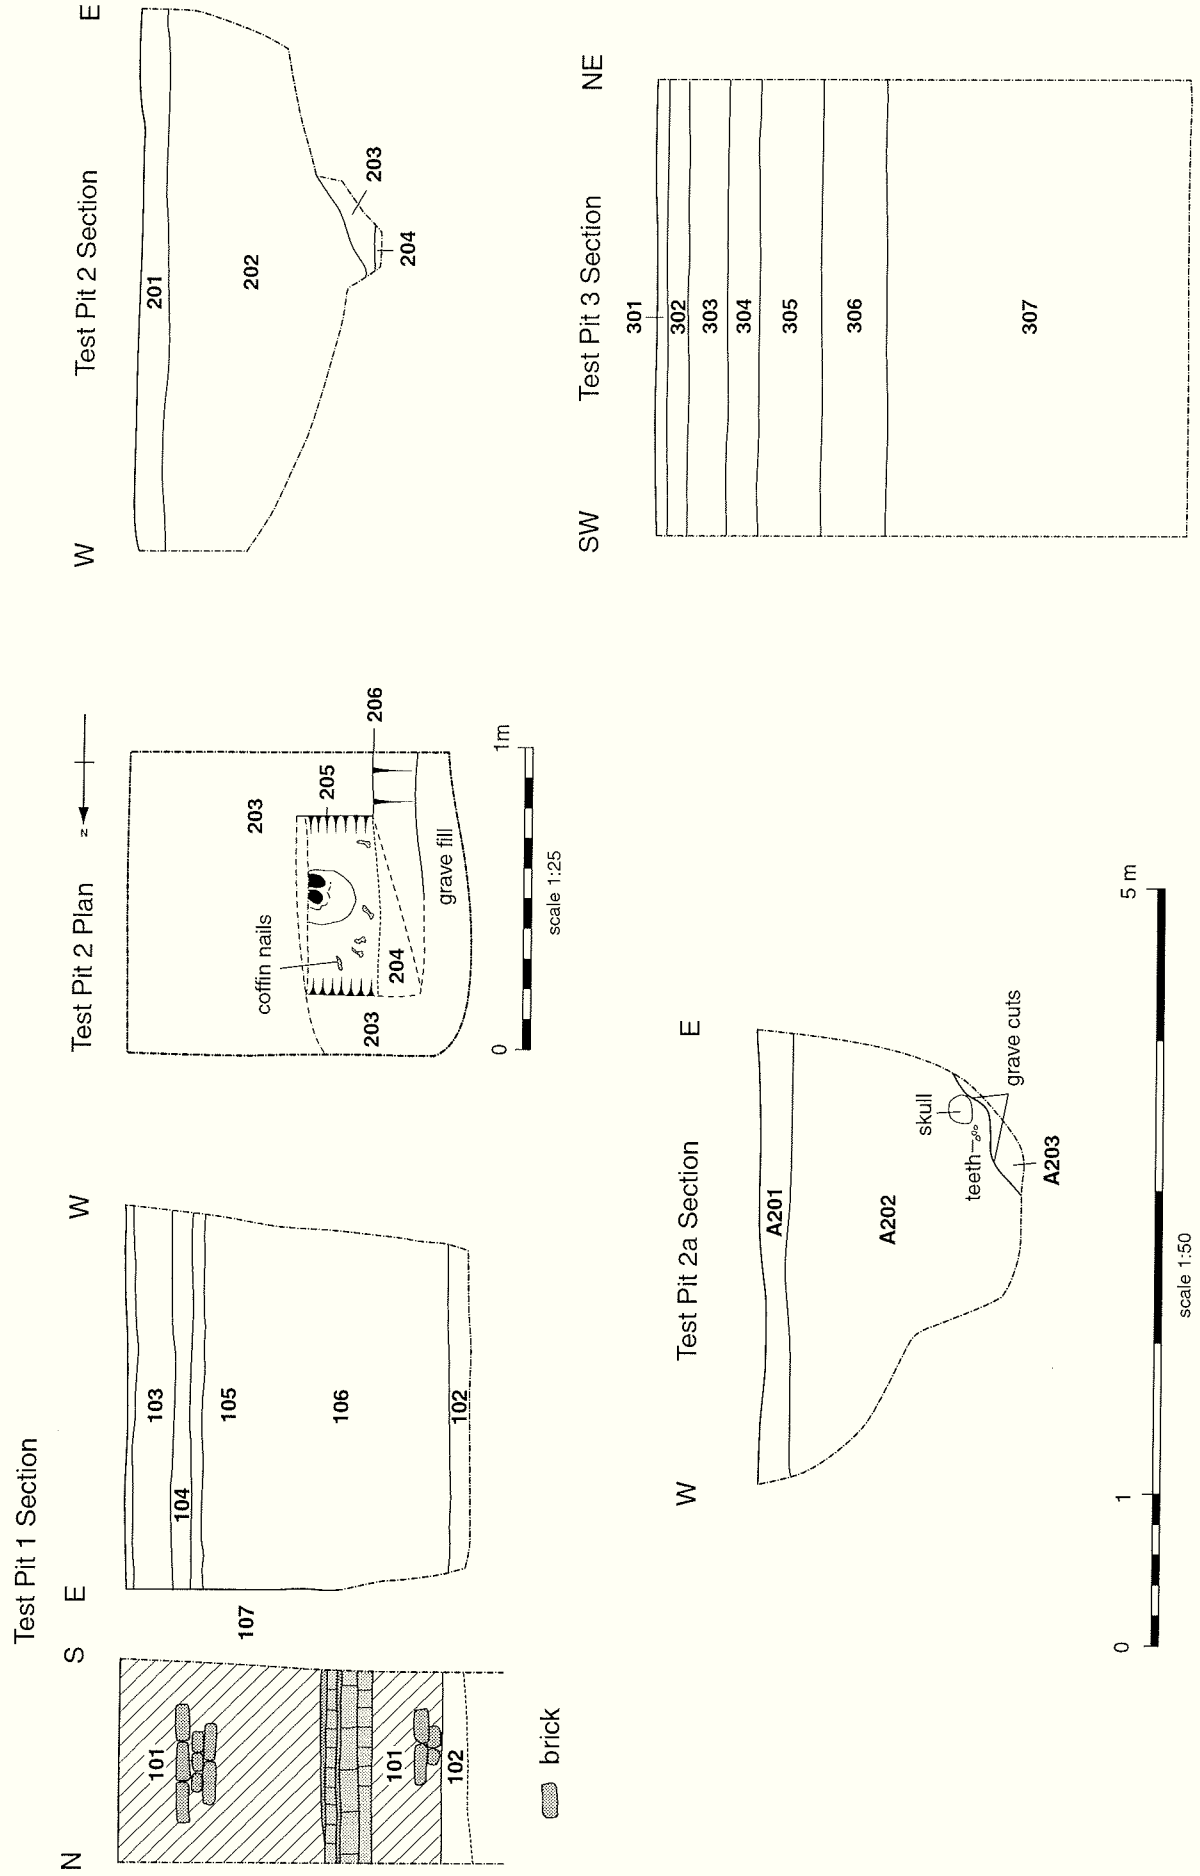 Test Pit 1 Section
N
S
E
W
101
101
102
107
103
104
105
106
102
brick
Test Pit 2 Plan
z
coffin nails
203
203
204
205
206
grave fill
0
1m
scale 1:25
Test Pit 2 Section
W
E
201
202
203
204
Test Pit 2a Section
W
E
A201
A202
skull
teeth
grave cuts
A203
Test Pit 3 Section
SW
NE
301
302
303
304
305
306
307
0
1
5 m
scale 1:50